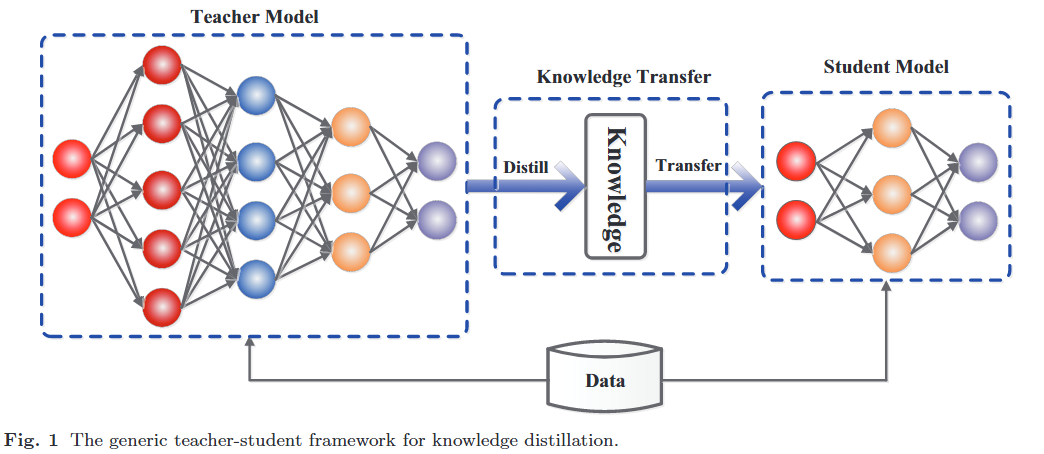 Teacher Model
Knowledge Transfer
Student Model
Distill
Knowledge
Transfer
Data
Fig. 1 The generic teacher-student framework for knowledge distillation.